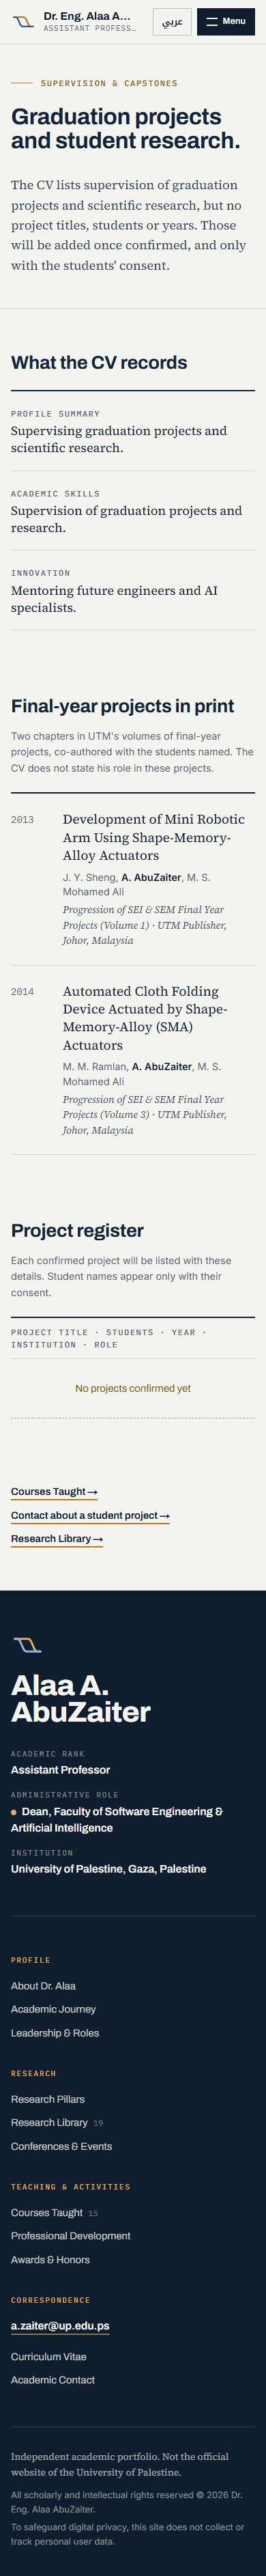 Dr. Eng. Alaa A...
ASSISTANT PROFESS...
عربي
Menu
SUPERVISION & CAPSTONES
Graduation projects
and student research.
The CV lists supervision of graduation
projects and scientific research, but no
project titles, students or years. Those
will be added once confirmed, and only
with the students' consent.
What the CV records
PROFILE SUMMARY
Supervising graduation projects and
scientific research.
ACADEMIC SKILLS
Supervision of graduation projects and
research.
INNOVATION
Mentoring future engineers and AI
specialists.
Final-year projects in print
Two chapters in UTM's volumes of final-year
projects, co-authored with the students named. The
CV does not state his role in these projects.
2013
Development of Mini Robotic
Arm Using Shape-Memory-
Alloy Actuators
J. Y. Sheng, A. AbuZaiter, M. S.
Mohamed Ali
Progression of SEI & SEM Final Year
Projects (Volume 1) · UTM Publisher,
Johor, Malaysia
2014
Automated Cloth Folding
Device Actuated by Shape-
Memory-Alloy (SMA)
Actuators
M. M. Ramlan, A. AbuZaiter, M. S.
Mohamed Ali
Progression of SEI & SEM Final Year
Projects (Volume 3) · UTM Publisher,
Johor, Malaysia
Project register
Each confirmed project will be listed with these
details. Student names appear only with their
consent.
PROJECT TITLE · STUDENTS · YEAR ·
INSTITUTION · ROLE
No projects confirmed yet
Courses Taught →
Contact about a student project →
Research Library →
Alaa A.
AbuZaiter
ACADEMIC RANK
Assistant Professor
ADMINISTRATIVE ROLE
Dean, Faculty of Software Engineering &
Artificial Intelligence
INSTITUTION
University of Palestine, Gaza, Palestine
PROFILE
About Dr. Alaa
Academic Journey
Leadership & Roles
RESEARCH
Research Pillars
Research Library 19
Conferences & Events
TEACHING & ACTIVITIES
Courses Taught 15
Professional Development
Awards & Honors
CORRESPONDENCE
a.zaiter@up.edu.ps
Curriculum Vitae
Academic Contact
Independent academic portfolio. Not the official
website of the University of Palestine.
All scholarly and intellectual rights reserved © 2026 Dr.
Eng. Alaa AbuZaiter.
To safeguard digital privacy, this site does not collect or
track personal user data.